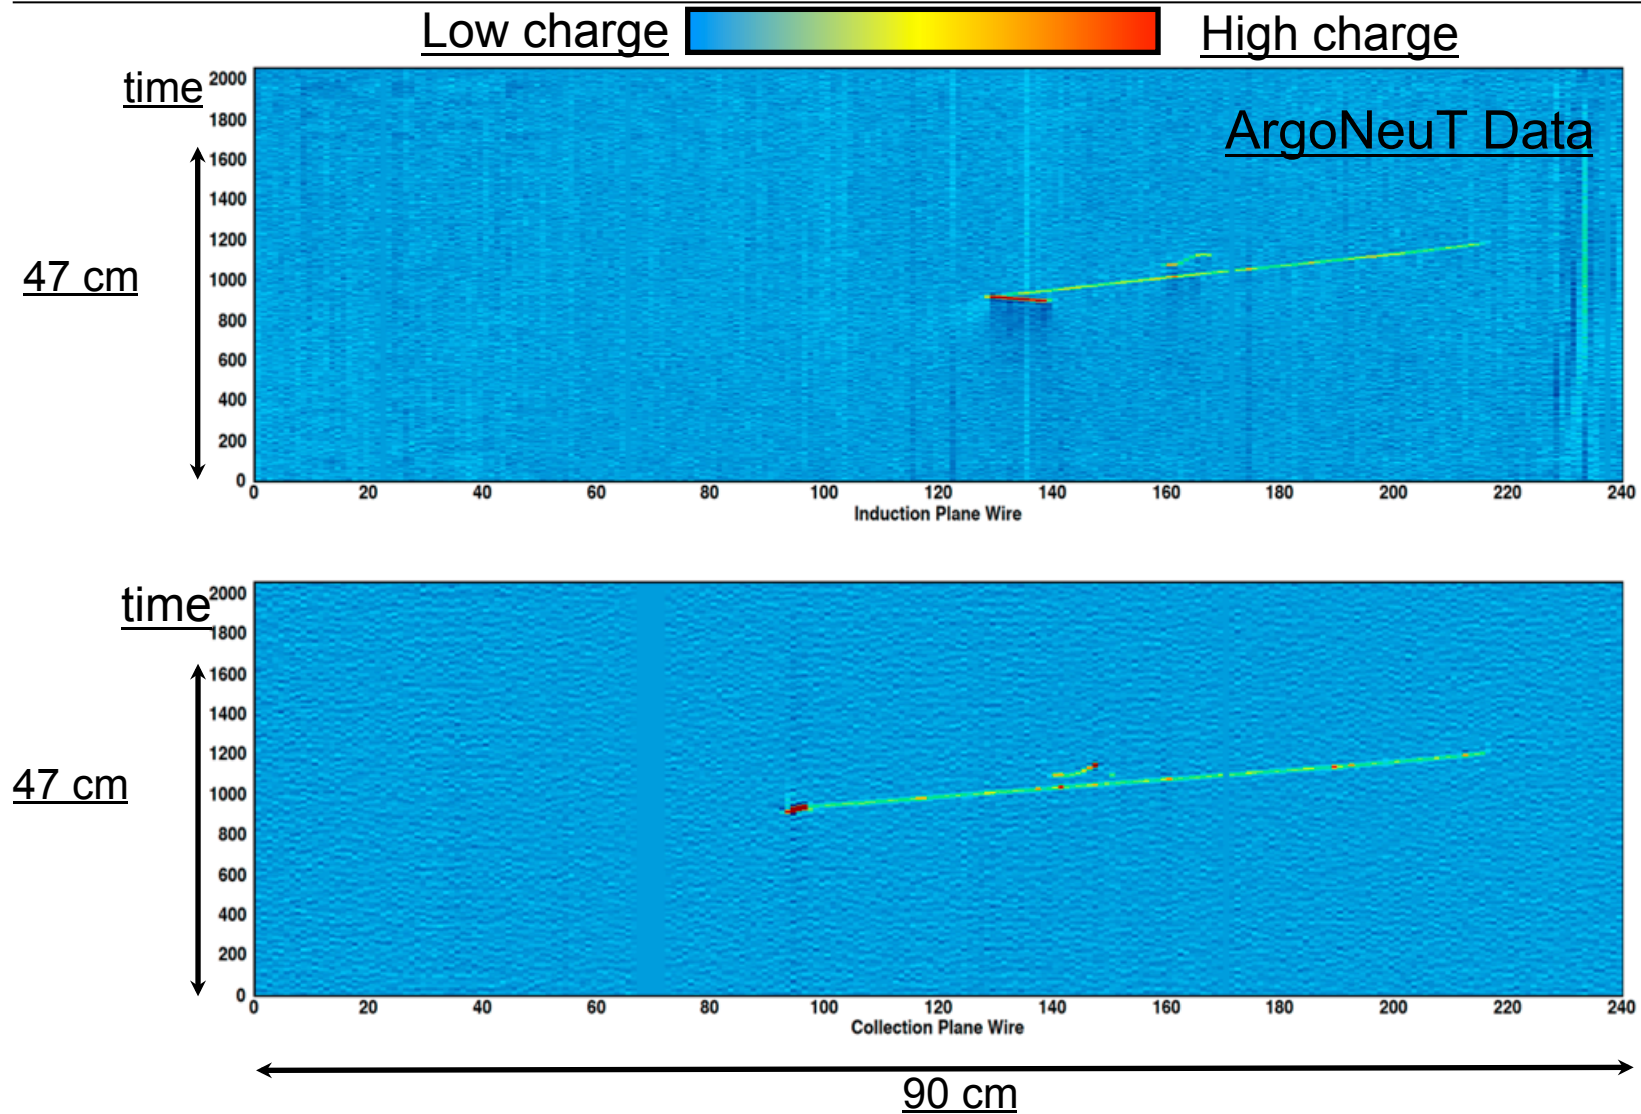 Low charge High charge
time
ArgoNeuT Data
47 cm
2000
1800
1600
1400
1200
1000
800
600
400
200
0
0 20 40 60 80 100 120 140 160 180 200 220 240
Induction Plane Wire
time
47 cm
2000
1800
1600
1400
1200
1000
800
600
400
200
0
0 20 40 60 80 100 120 140 160 180 200 220 240
Collection Plane Wire
90 cm